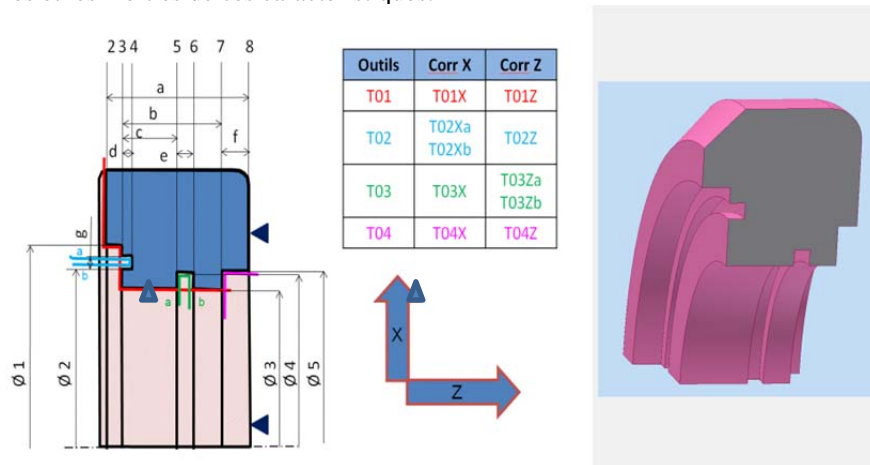 2 3 4 5 6 7 8
a
b
c
f
d
e
g
a
b
a
b
Ø 1
Ø 2
Ø 3
Ø 4
Ø 5
Outils Corr X Corr Z
T01 T01X T01Z
T02 T02Xa T02Z
T02Xb
T03 T03X T03Za
T03Zb
T04 T04X T04Z
X
Z